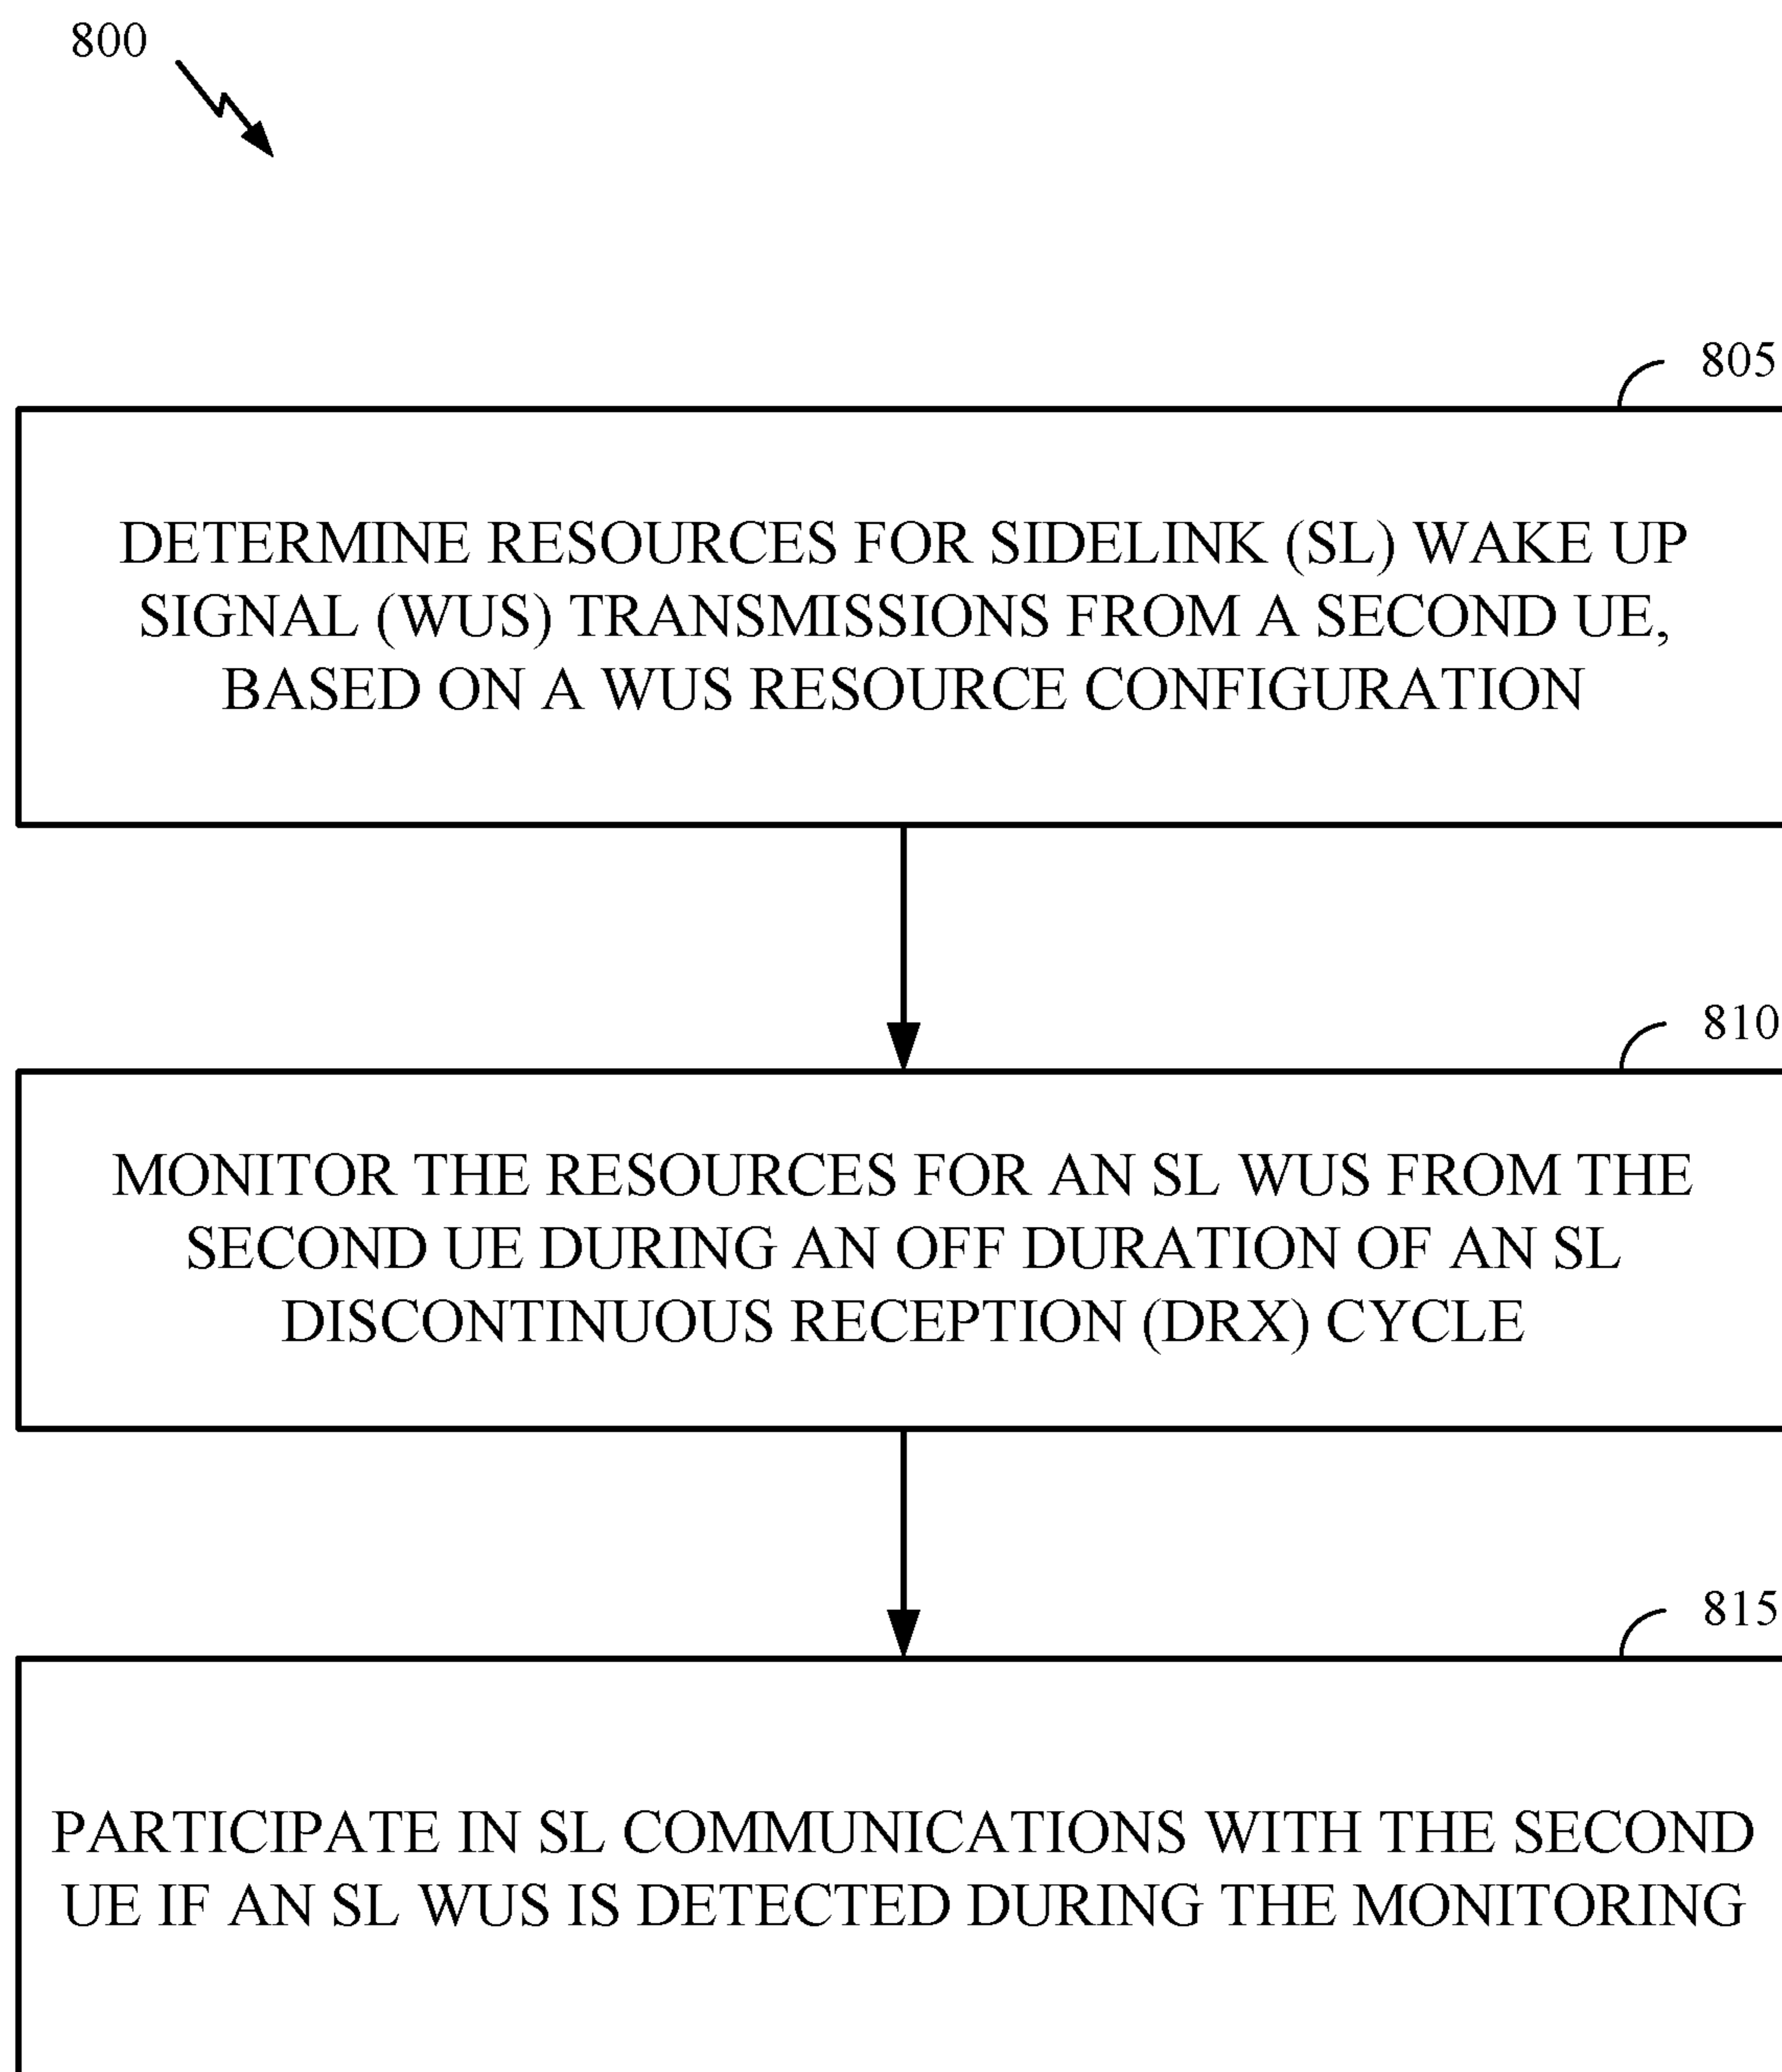 800
805
DETERMINE RESOURCES FOR SIDELINK (SL) WAKE UP
SIGNAL (WUS) TRANSMISSIONS FROM A SECOND UE,
BASED ON A WUS RESOURCE CONFIGURATION
810
MONITOR THE RESOURCES FOR AN SL WUS FROM THE
SECOND UE DURING AN OFF DURATION OF AN SL
DISCONTINUOUS RECEPTION (DRX) CYCLE
815
PARTICIPATE IN SL COMMUNICATIONS WITH THE SECOND
UE IF AN SL WUS IS DETECTED DURING THE MONITORING